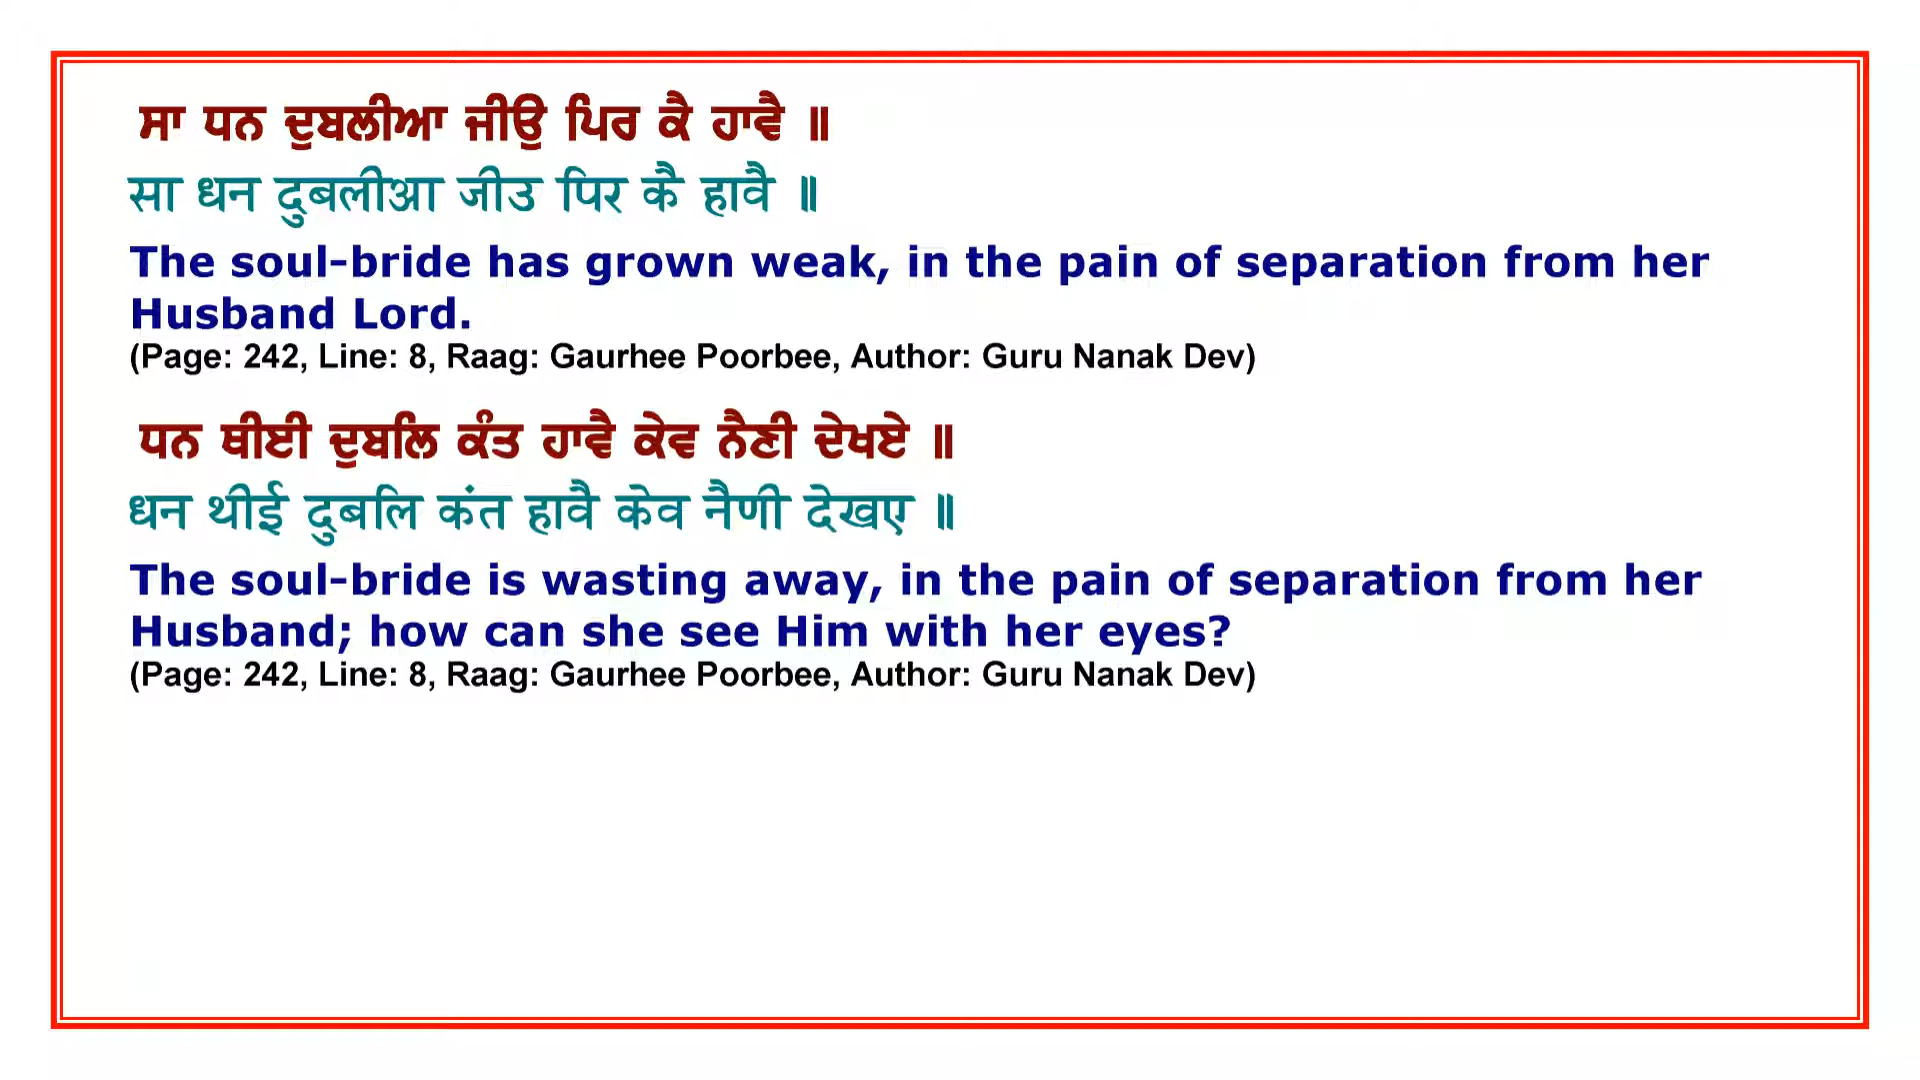 ਸਾ ਧਨ ਦੁਬਲੀਆ ਜੀਉ ਪਿਰ ਕੈ ਹਾਵੈ ॥
सा धन दुबलीआ जीउ पिर कै हावै ॥
The soul-bride has grown weak, in the pain of separation from her
Husband Lord.
(Page: 242, Line: 8, Raag: Gaurhee Poorbee, Author: Guru Nanak Dev)
ਧਨ ਥੀਈ ਦੁਬਲਿ ਕੰਤ ਹਾਵੈ ਕੇਵ ਨੈਣੀ ਦੇਖਏ ॥
धन थीई दुबलि कंत हावै केव नैणी देखए ॥
The soul-bride is wasting away, in the pain of separation from her
Husband; how can she see Him with her eyes?
(Page: 242, Line: 8, Raag: Gaurhee Poorbee, Author: Guru Nanak Dev)